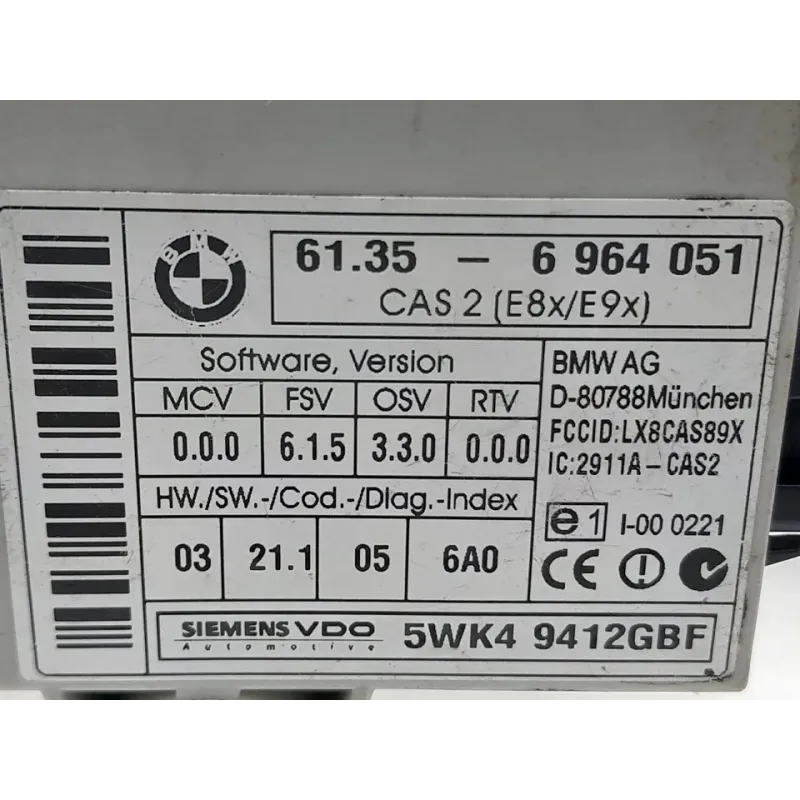 BMW
61.35 – 6 964 051
CAS 2 (E8x/E9x)
Software, Version
MCV FSV OSV RTV
0.0.0 6.1.5 3.3.0 0.0.0
HW./SW.-/Cod.-/Diag.-Index
03 21.1 05 6A0
BMW AG
D-80788München
FCCID:LX8CAS89X
IC:2911A-CAS2
e1 I-00 0221
CE
SIEMENS VDO 5WK4 9412GBF
Automotive